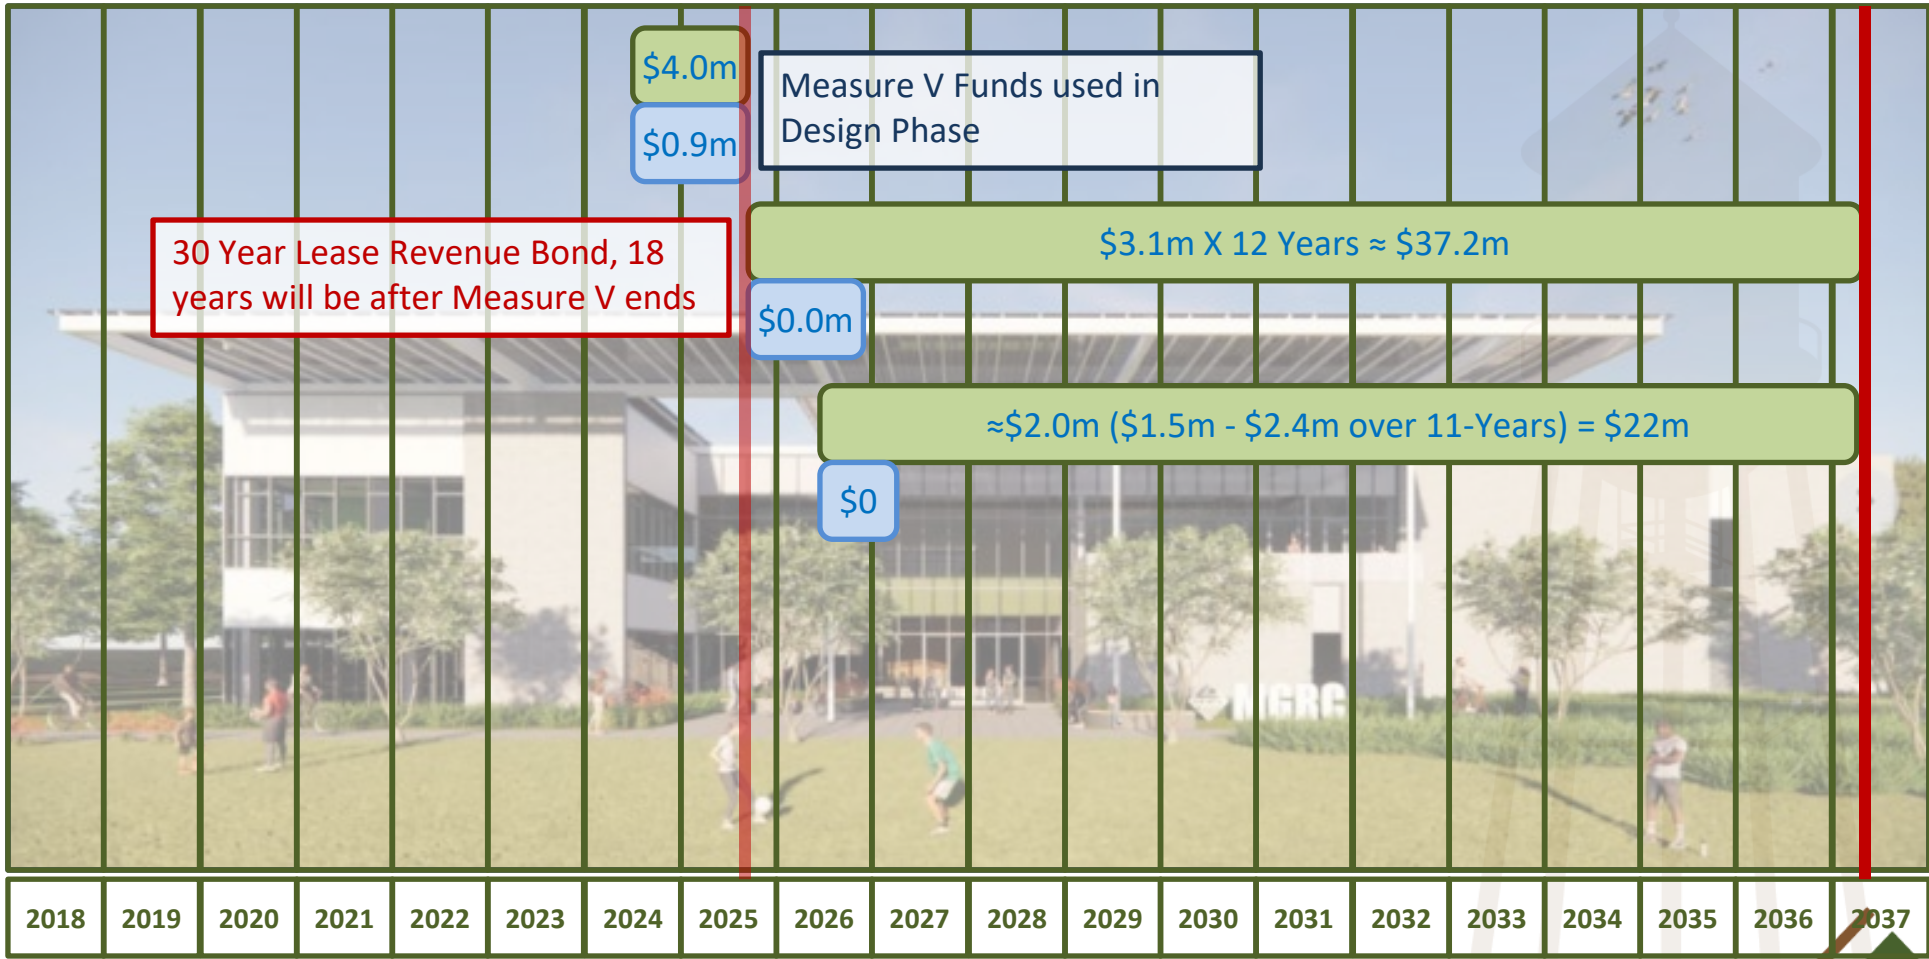 $4.0m
$0.9m
Measure V Funds used in
Design Phase
30 Year Lease Revenue Bond, 18
years will be after Measure V ends
$3.1m X 12 Years ≈ $37.2m
$0.0m
≈$2.0m ($1.5m - $2.4m over 11-Years) = $22m
$0
MGRC
2018 2019 2020 2021 2022 2023 2024 2025 2026 2027 2028 2029 2030 2031 2032 2033 2034 2035 2036 2037